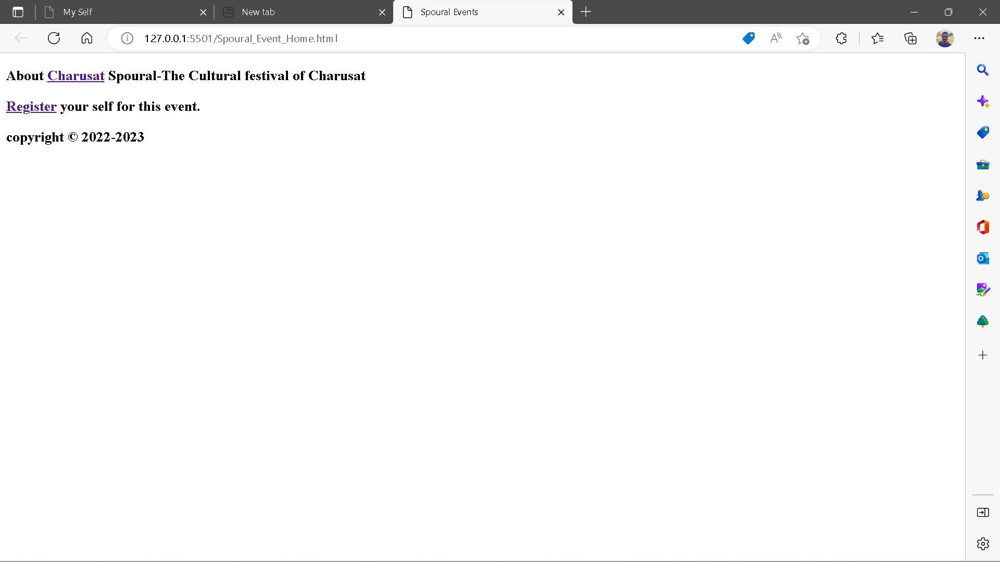 My Self
New tab
Spoural Events
127.0.0.1:5501/Spoural_Event_Home.html
About Charusat Spoural-The Cultural festival of Charusat
Register your self for this event.
copyright © 2022-2023